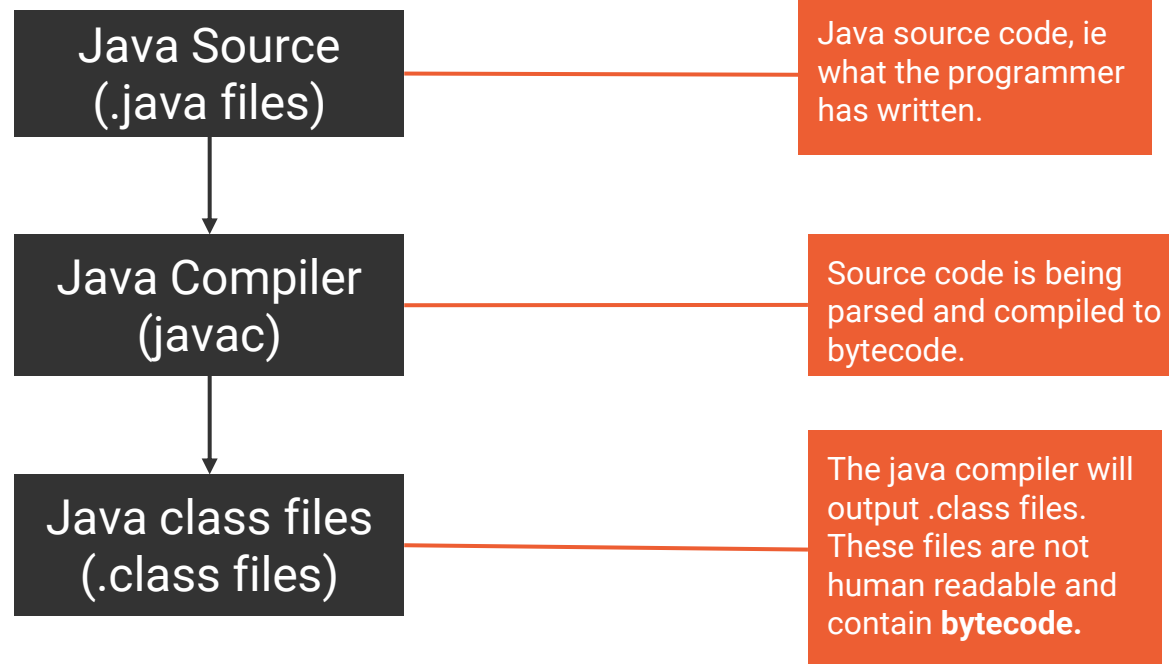 Java Source
(.java files)
Java source code, ie
what the programmer
has written.
Java Compiler
(javac)
Source code is being
parsed and compiled to
bytecode.
Java class files
(.class files)
The java compiler will
output .class files.
These files are not
human readable and
contain bytecode.